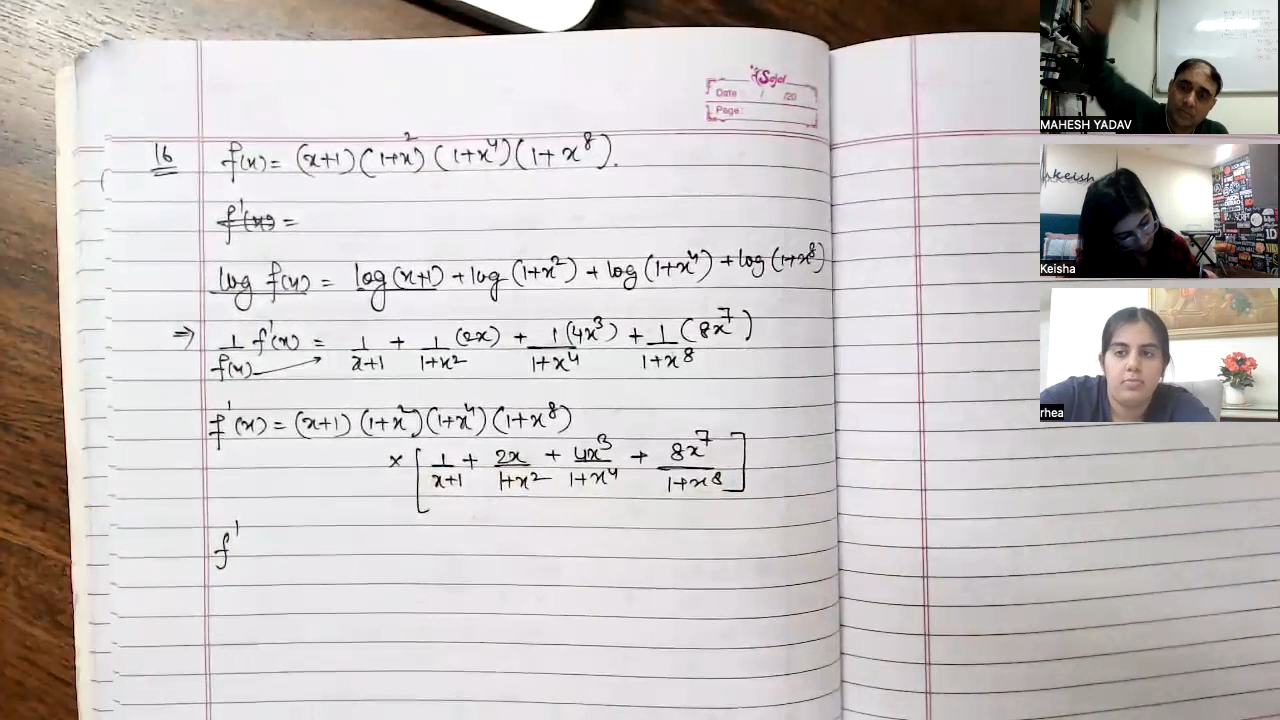 Sajal
Date / /20
Page:
16 f(x) = (x+1)(1+x)² (1+x⁴)(1+x⁸).
f'(x) =
log f(x) = log(x+1) + log(1+x²) + log(1+x⁴) + log(1+x⁸)
⇒ 1/f(x) f'(x) = 1/x+1 + 1/1+x² (2x) + 1/1+x⁴ (4x³) + 1/1+x⁸ (8x⁷)
f'(x) = (x+1)(1+x²)(1+x⁴)(1+x⁸)
× [1/x+1 + 2x/1+x² + 4x³/1+x⁴ + 8x⁷/1+x⁸]
f'
MAHESH YADAV
keish
Keisha
rhea